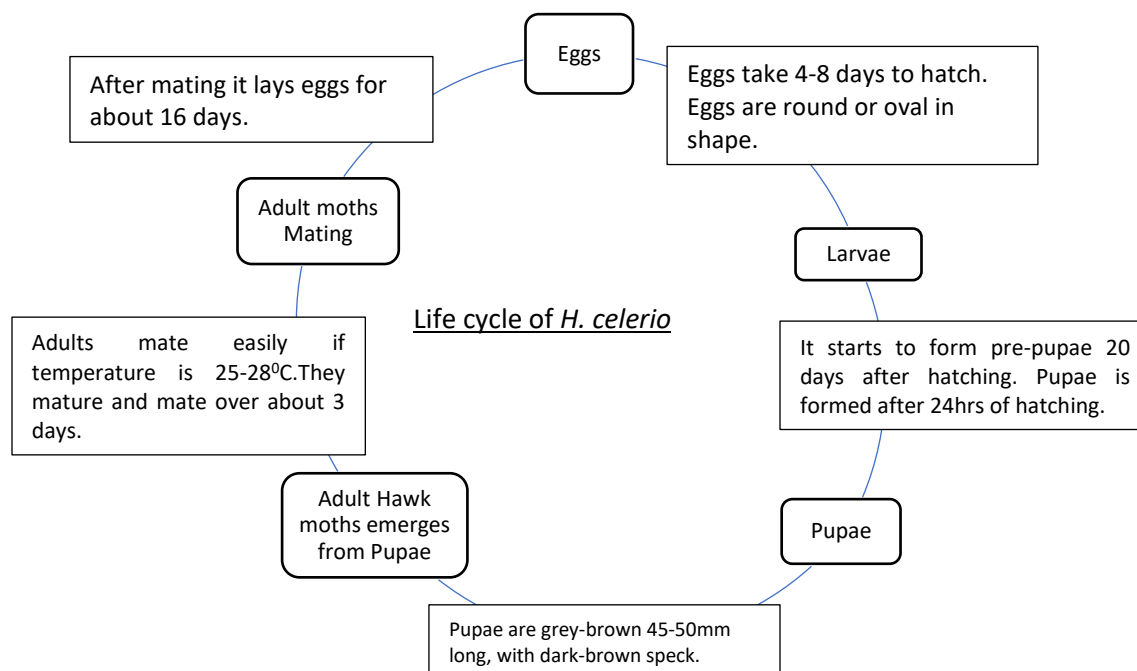 Eggs
Eggs take 4-8 days to hatch.
Eggs are round or oval in
shape.
Larvae
It starts to form pre-pupae 20
days after hatching. Pupae is
formed after 24hrs of hatching.
Pupae
Pupae are grey-brown 45-50mm
long, with dark-brown speck.
Adult Hawk
moths emerges
from Pupae
Adults mate easily if
temperature is 25-28⁰C.They
mature and mate over about 3
days.
Adult moths
Mating
After mating it lays eggs for
about 16 days.
Life cycle of H. celerio